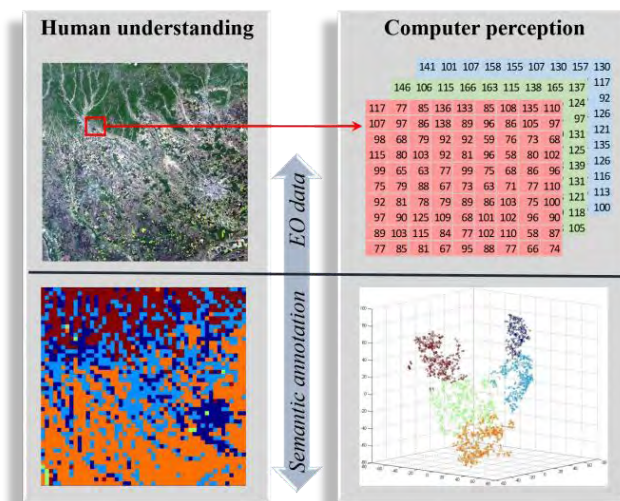 Human understanding
Computer perception
141 101 107 158 155 107 130 157 130
146 106 115 166 163 115 138 165 137 117
117 77 85 136 133 85 108 135 110 124 92
107 97 86 138 89 96 86 105 97 97 126
98 68 79 92 92 59 76 73 68 131 121
115 80 103 92 81 96 58 80 102 125 135
99 65 63 77 99 75 68 86 96 139 126
75 79 88 67 73 63 71 77 110 131 116
92 81 78 79 89 86 103 75 100 121 113
97 90 125 109 68 101 102 96 90 118 100
89 103 115 84 77 102 110 58 87 105
77 85 81 67 95 88 77 66 74
EO data
Semantic annotation